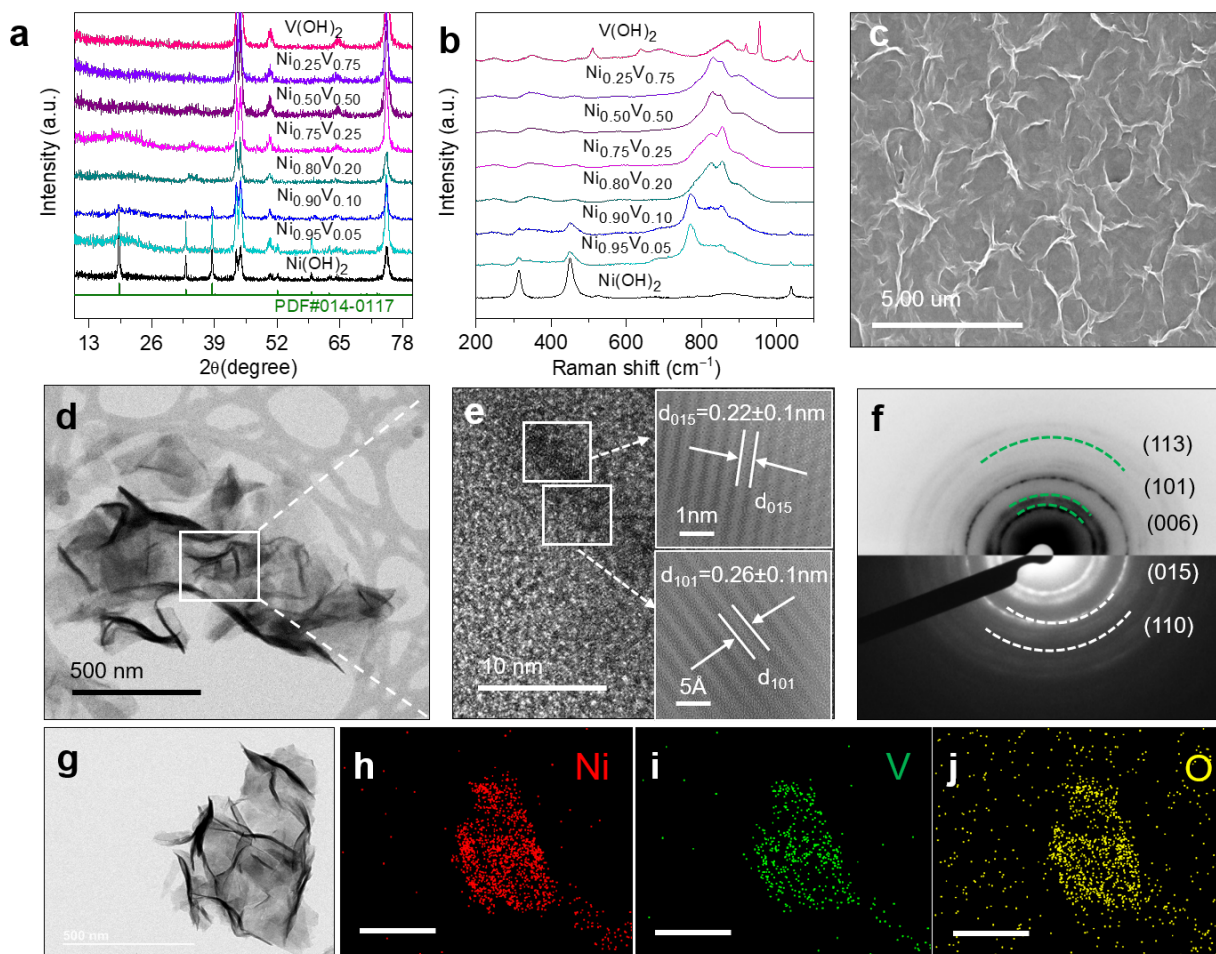 a
V(OH)2
Ni0.25V0.75
Ni0.50V0.50
Ni0.75V0.25
Ni0.80V0.20
Ni0.90V0.10
Ni0.95V0.05
Ni(OH)2
PDF#014-0117
Intensity (a.u.)
13 26 39 52 65 78
2θ(degree)
b
V(OH)2
Ni0.25V0.75
Ni0.50V0.50
Ni0.75V0.25
Ni0.80V0.20
Ni0.90V0.10
Ni0.95V0.05
Ni(OH)2
Intensity (a.u.)
200 400 600 800 1000
Raman shift (cm−1)
c
5.00 um
d
500 nm
e
10 nm
d015=0.22±0.1nm
d015
1nm
d101=0.26±0.1nm
d101
5Å
f
(113)
(101)
(006)
(015)
(110)
g
500 nm
h
Ni
i
V
j
O